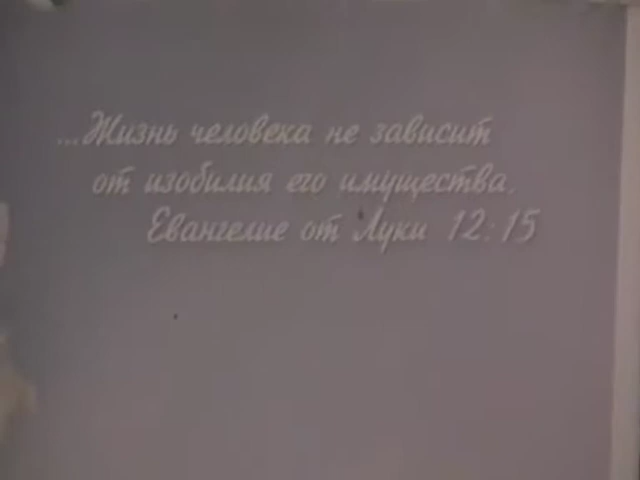 ...Жизнь человека не зависит
от изобилия его имущества.
Евангелие от Луки 12:15